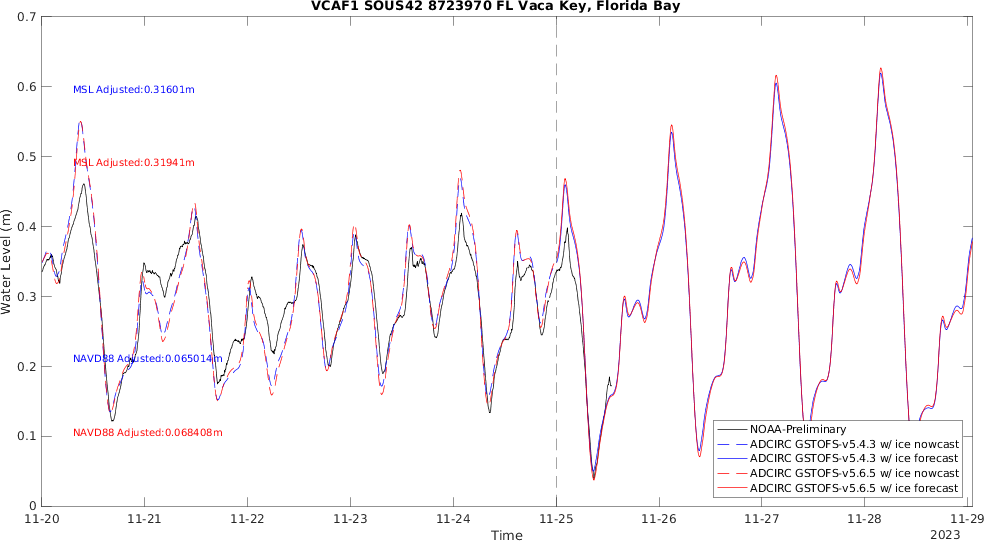 VCAF1 SOUS42 8723970 FL Vaca Key, Florida Bay
0.7
0.6
0.5
0.4
0.3
0.2
0.1
0
Water Level (m)
MSL Adjusted:0.31601m
MSL Adjusted:0.31941m
NAVD88 Adjusted:0.065014m
NAVD88 Adjusted:0.068408m
NOAA-Preliminary
ADCIRC GSTOFS-v5.4.3 w/ ice nowcast
ADCIRC GSTOFS-v5.4.3 w/ ice forecast
ADCIRC GSTOFS-v5.6.5 w/ ice nowcast
ADCIRC GSTOFS-v5.6.5 w/ ice forecast
11-20 11-21 11-22 11-23 11-24 11-25 11-26 11-27 11-28 11-29
Time
2023